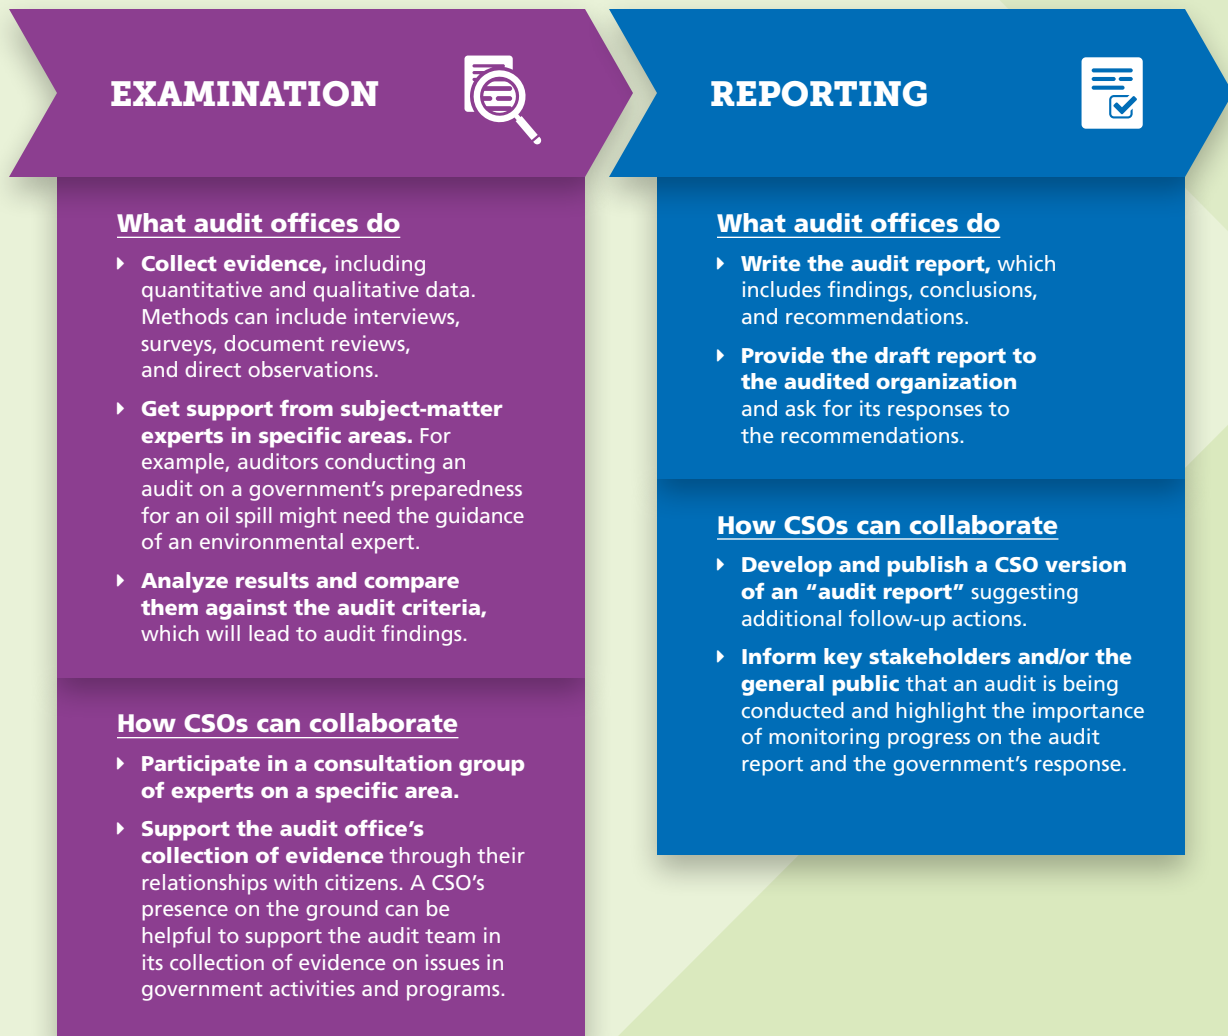 EXAMINATION
What audit offices do
Collect evidence, including
quantitative and qualitative data.
Methods can include interviews,
surveys, document reviews,
and direct observations.
Get support from subject-matter
experts in specific areas. For
example, auditors conducting an
audit on a government’s preparedness
for an oil spill might need the guidance
of an environmental expert.
Analyze results and compare
them against the audit criteria,
which will lead to audit findings.
How CSOs can collaborate
Participate in a consultation group
of experts on a specific area.
Support the audit office’s
collection of evidence through their
relationships with citizens. A CSO’s
presence on the ground can be
helpful to support the audit team in
its collection of evidence on issues in
government activities and programs.
REPORTING
What audit offices do
Write the audit report, which
includes findings, conclusions,
and recommendations.
Provide the draft report to
the audited organization
and ask for its responses to
the recommendations.
How CSOs can collaborate
Develop and publish a CSO version
of an “audit report” suggesting
additional follow-up actions.
Inform key stakeholders and/or the
general public that an audit is being
conducted and highlight the importance
of monitoring progress on the audit
report and the government’s response.